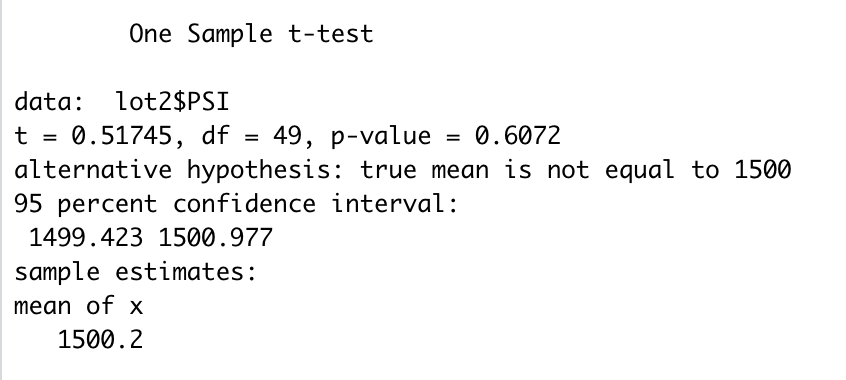 One Sample t-test
data:  lot2$PSI
t = 0.51745, df = 49, p-value = 0.6072
alternative hypothesis: true mean is not equal to 1500
95 percent confidence interval:
 1499.423 1500.977
sample estimates:
mean of x
   1500.2